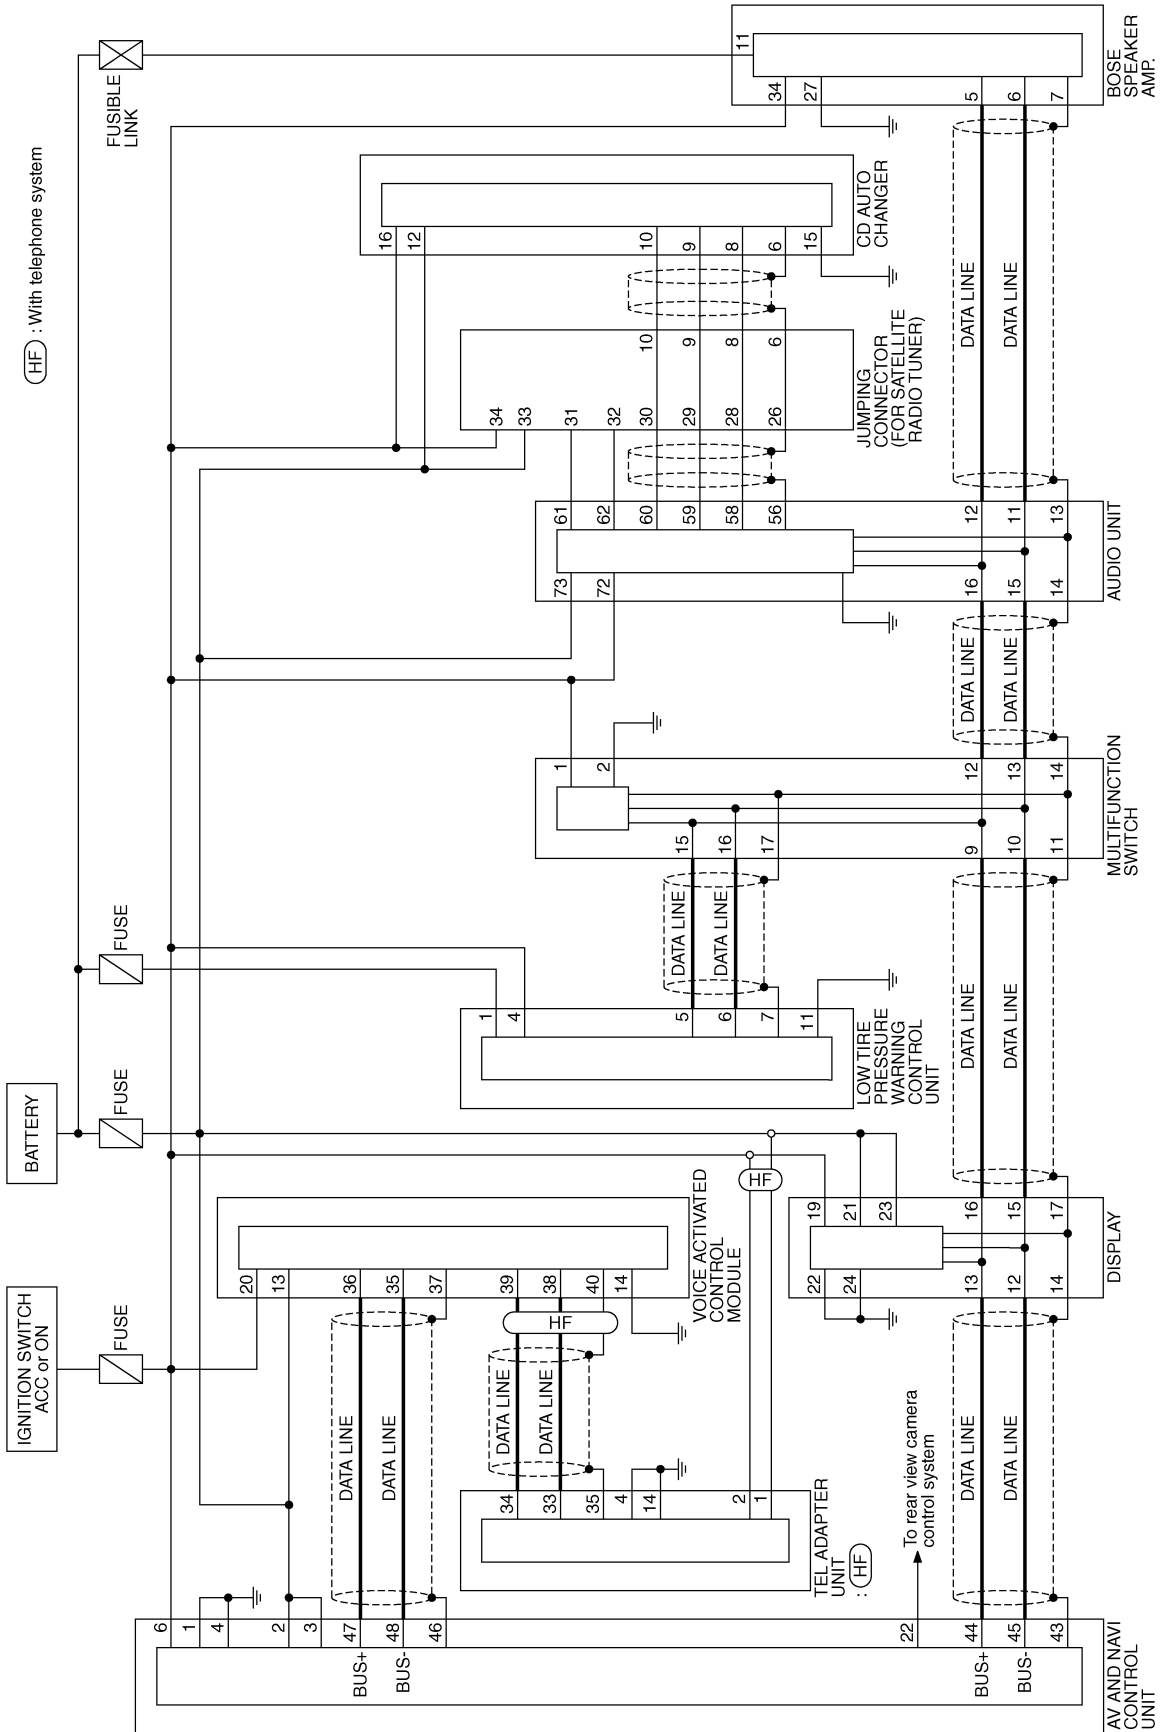 HF : With telephone system
FUSIBLE
LINK
BATTERY
FUSE
FUSE
IGNITION SWITCH
ACC or ON
FUSE
11
34
27
5
6
7
BOSE
SPEAKER
AMP.
DATA LINE
DATA LINE
16
12
10
9
8
6
15
CD AUTO
CHANGER
10
9
8
6
34
33
31
32
30
29
28
26
JUMPING
CONNECTOR
(FOR SATELLITE
RADIO TUNER)
61
62
60
59
58
56
12
11
13
73
72
16
15
14
AUDIO UNIT
DATA LINE
DATA LINE
1
2
12
13
14
15
16
17
9
10
11
MULTIFUNCTION
SWITCH
DATA LINE
DATA LINE
DATA LINE
DATA LINE
1
4
5
6
7
11
LOW TIRE
PRESSURE
WARNING
CONTROL
UNIT
HF
19
21
23
16
15
17
22
24
13
12
14
DISPLAY
20
13
36
35
37
39
38
40
14
VOICE ACTIVATED
CONTROL
MODULE
HF
DATA LINE
DATA LINE
DATA LINE
DATA LINE
DATA LINE
DATA LINE
34
33
35
4
14
2
1
TEL ADAPTER
UNIT
: HF
To rear view camera
control system
6
1
4
2
3
47
48
46
22
44
45
43
BUS+
BUS-
BUS+
BUS-
AV AND NAVI
CONTROL
UNIT